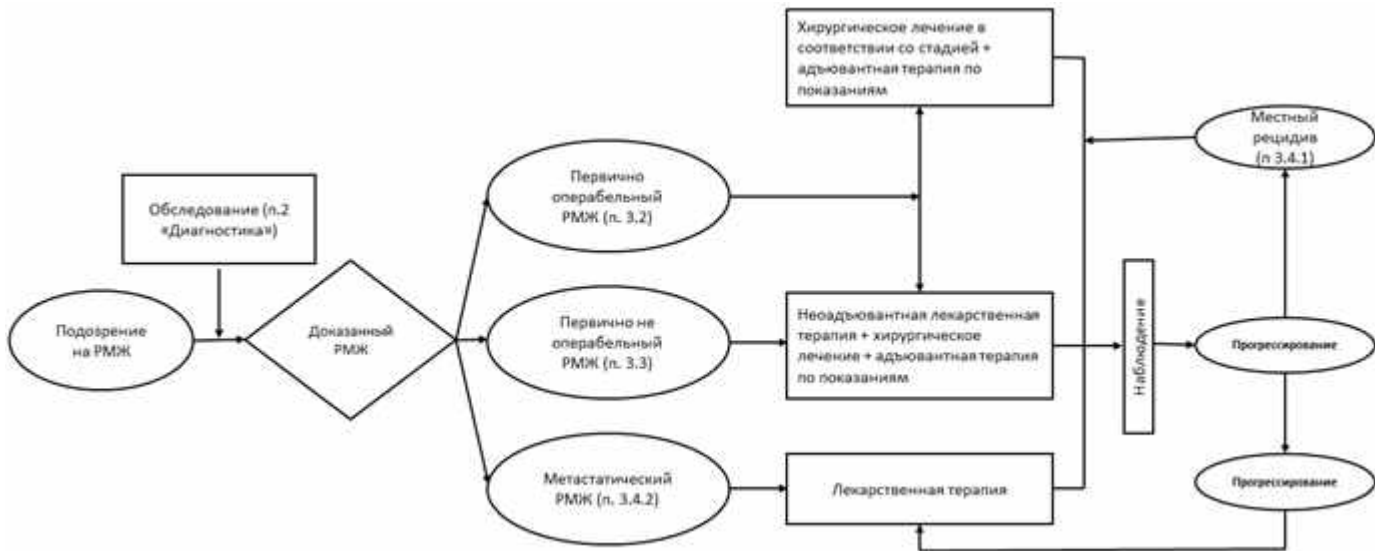 Хирургическое лечение в
соответствии со стадией +
адъювантная терапия по
показаниям
Местный
рецидив
(п 3.4.1)
Первично
операбельный
РМЖ (п. 3.2)
Обследование (п.2
«Диагностика»)
Подозрение
на РМЖ
Доказанный
РМЖ
Первично не
операбельный
РМЖ (п. 3.3)
Неоадъювантная лекарственная
терапия + хирургическое
лечение + адъювантная терапия
по показаниям
Наблюдение
Прогрессирование
Метастатический
РМЖ (п. 3.4.2)
Лекарственная терапия
Прогрессирование